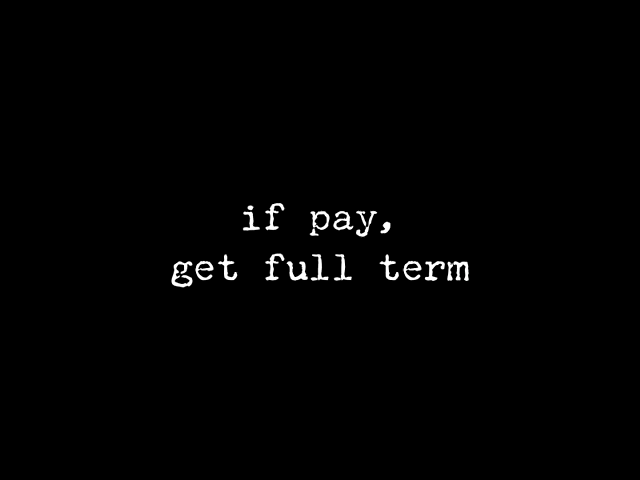 if pay,
get full term